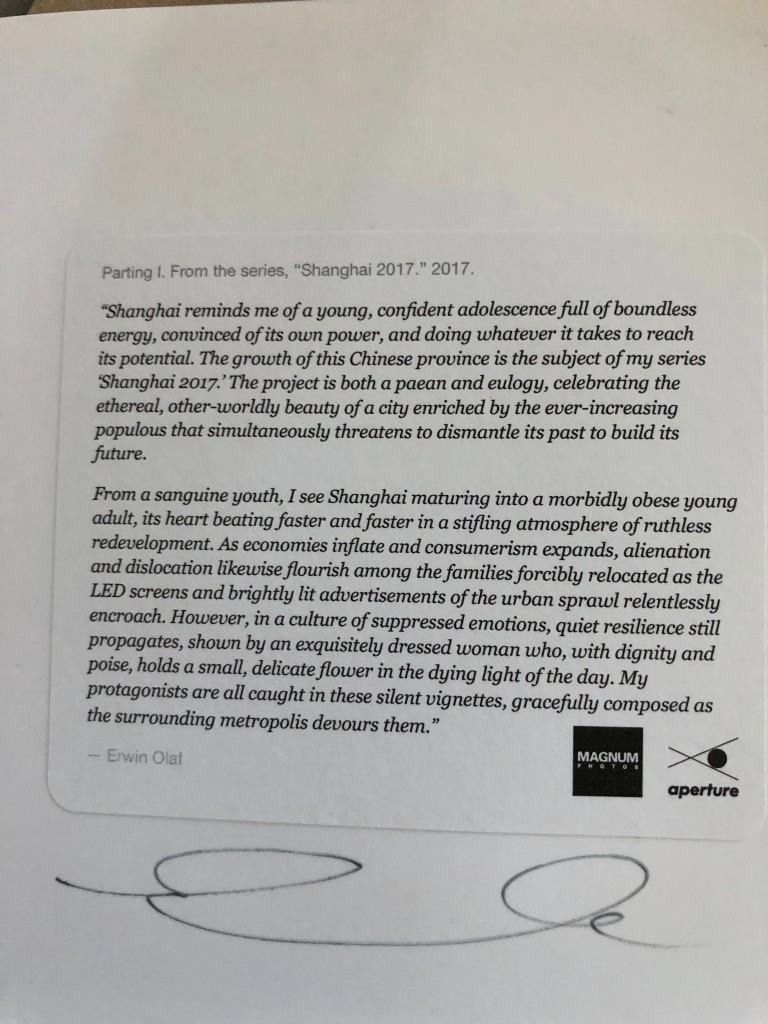 Parting I. From the series, “Shanghai 2017.” 2017.
“Shanghai reminds me of a young, confident adolescence full of boundless
energy, convinced of its own power, and doing whatever it takes to reach
its potential. The growth of this Chinese province is the subject of my series
‘Shanghai 2017.’ The project is both a paean and eulogy, celebrating the
ethereal, other-worldly beauty of a city enriched by the ever-increasing
populous that simultaneously threatens to dismantle its past to build its
future.
From a sanguine youth, I see Shanghai maturing into a morbidly obese young
adult, its heart beating faster and faster in a stifling atmosphere of ruthless
redevelopment. As economies inflate and consumerism expands, alienation
and dislocation likewise flourish among the families forcibly relocated as the
LED screens and brightly lit advertisements of the urban sprawl relentlessly
encroach. However, in a culture of suppressed emotions, quiet resilience still
propagates, shown by an exquisitely dressed woman who, with dignity and
poise, holds a small, delicate flower in the dying light of the day. My
protagonists are all caught in these silent vignettes, gracefully composed as
the surrounding metropolis devours them.”
— Erwin Olaf
MAGNUM
PHOTOS
aperture